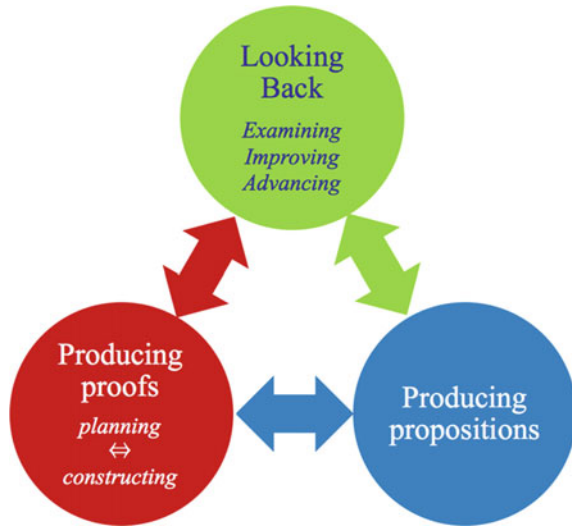 Looking
Back
Examining
Improving
Advancing
Producing
proofs
planning
⇔
constructing
Producing
propositions